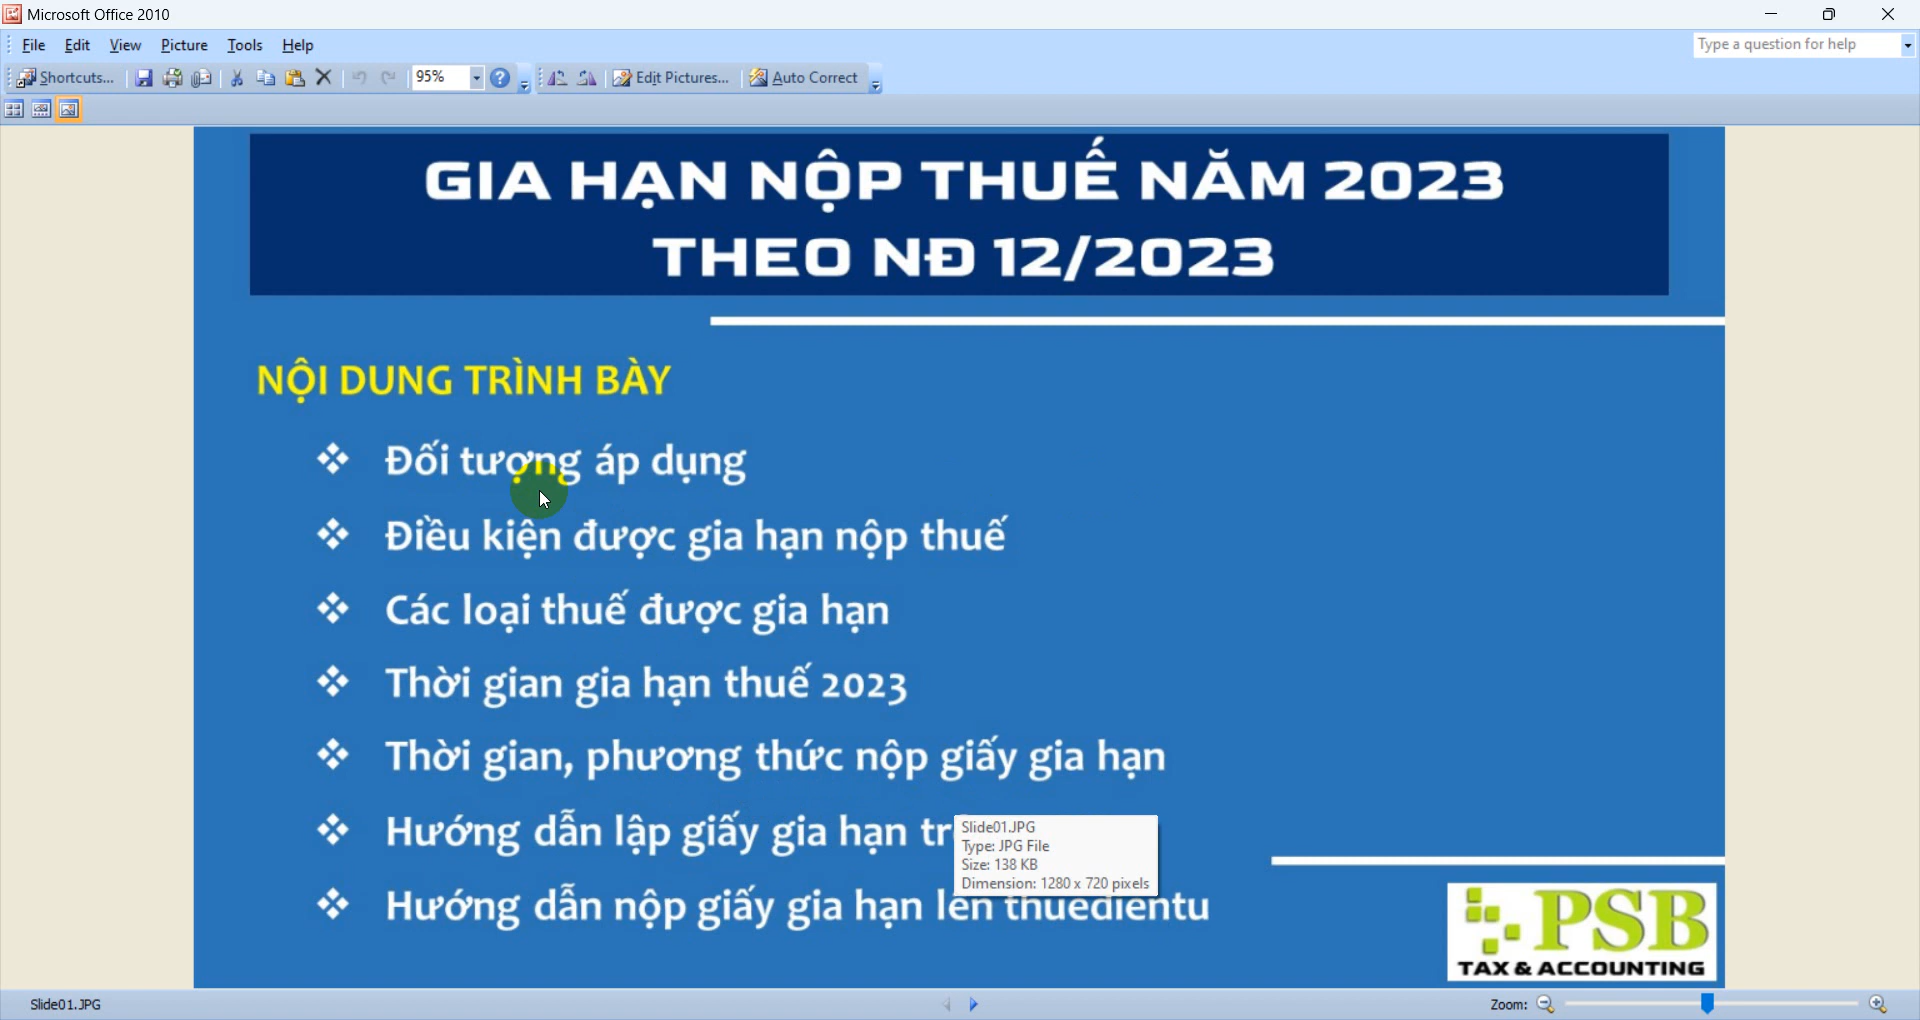 Microsoft Office 2010
File Edit View Picture Tools Help
Type a question for help
Shortcuts... 95% Edit Pictures... Auto Correct
GIA HẠN NỘP THUẾ NĂM 2023
THEO NĐ 12/2023
NỘI DUNG TRÌNH BÀY
Đối tượng áp dụng
Điều kiện được gia hạn nộp thuế
Các loại thuế được gia hạn
Thời gian gia hạn thuế 2023
Thời gian, phương thức nộp giấy gia hạn
Hướng dẫn lập giấy gia hạn
Slide01.JPG
Type: JPG File
Size: 138 KB
Dimension: 1280 x 720 pixels
Hướng dẫn nộp giấy gia hạn lên thuedientu
PSB
TAX & ACCOUNTING
Slide01.JPG
Zoom: